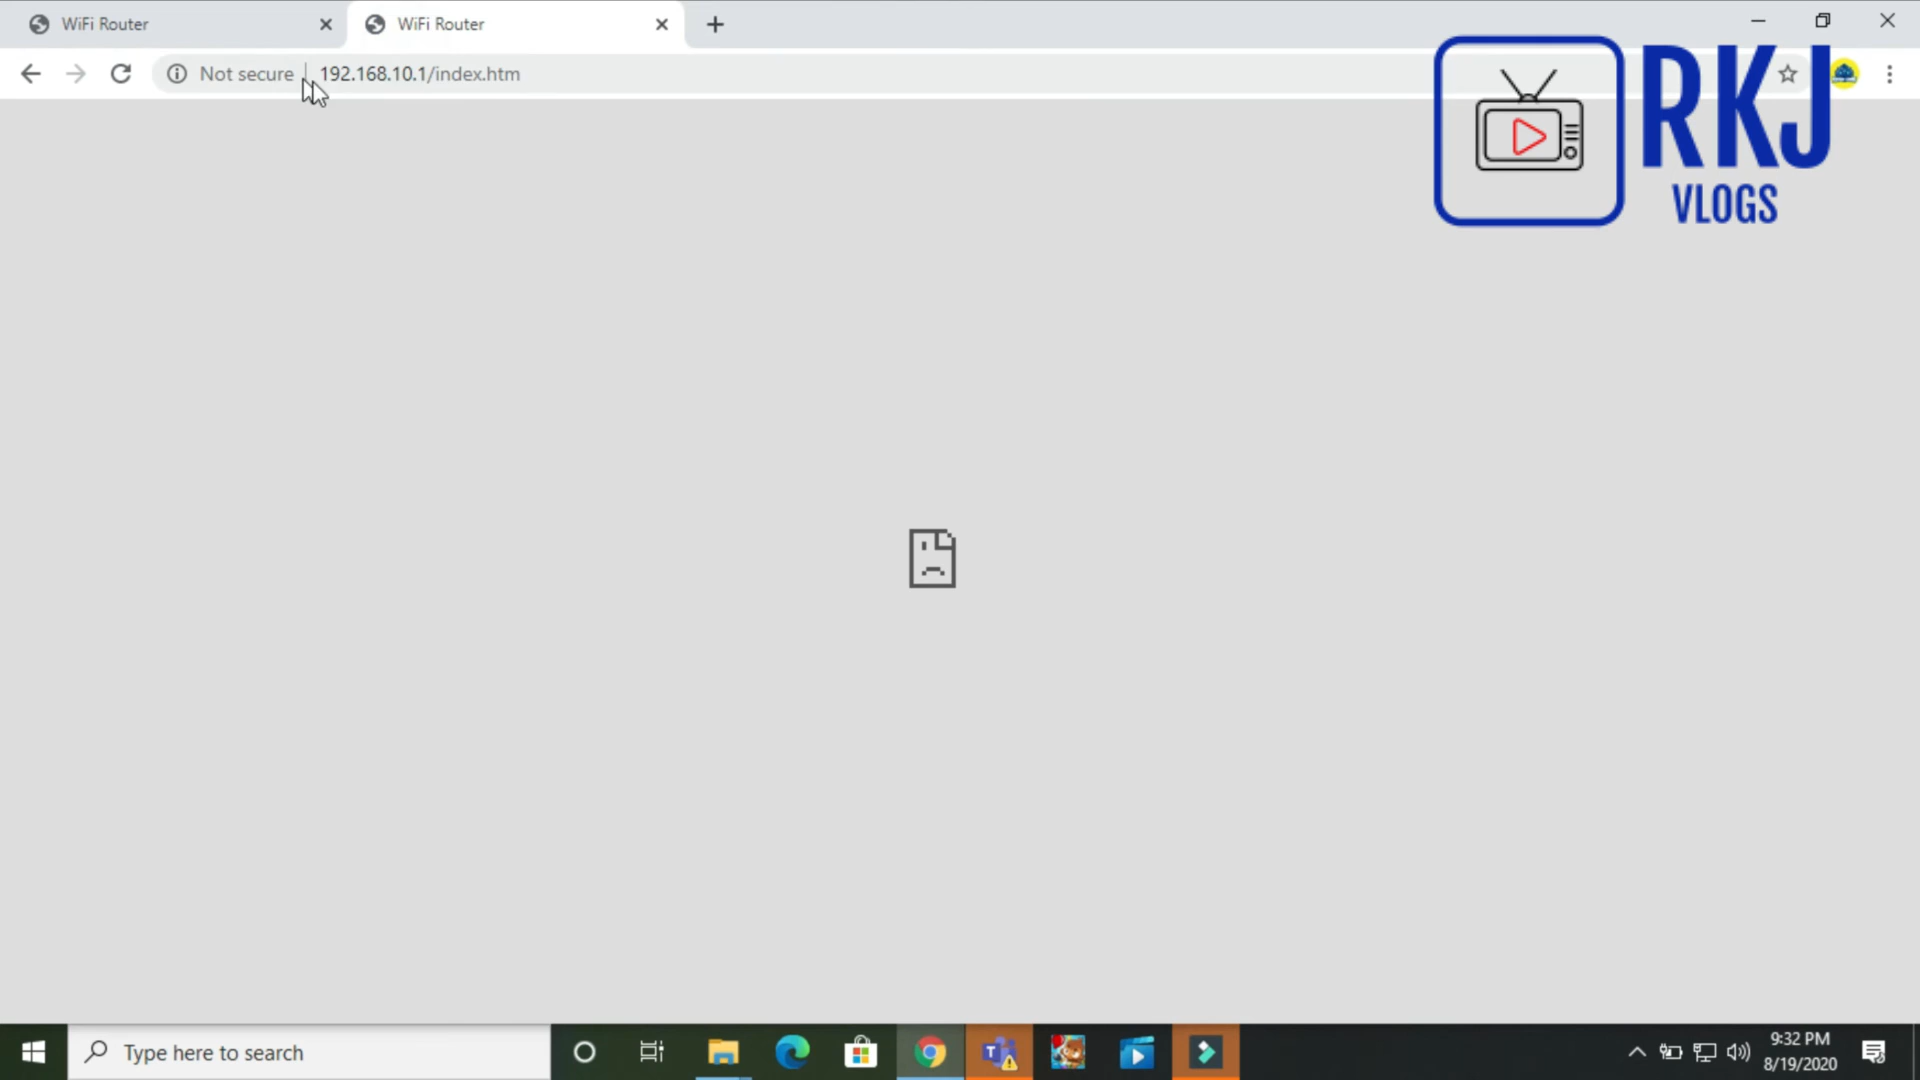 WiFi Router
WiFi Router
Not secure
192.168.10.1/index.htm
RKJ
VLOGS
Type here to search
9:32 PM
8/19/2020